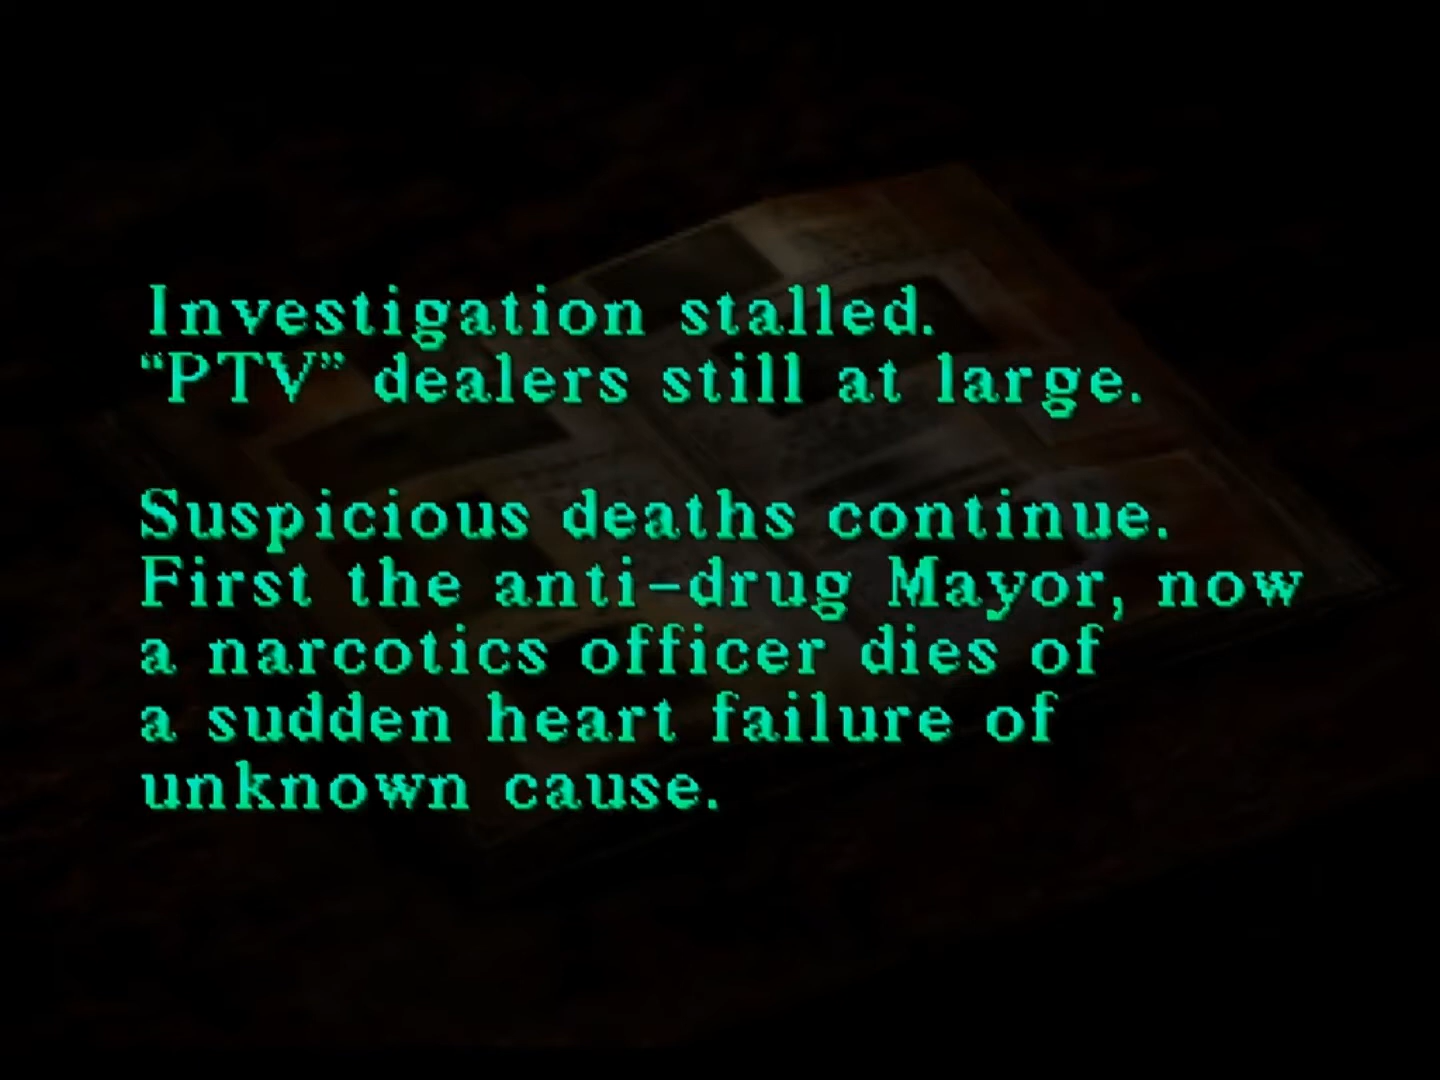 Investigation stalled.
“PTV” dealers still at large.
Suspicious deaths continue.
First the anti-drug Mayor, now
a narcotics officer dies of
a sudden heart failure of
unknown cause.